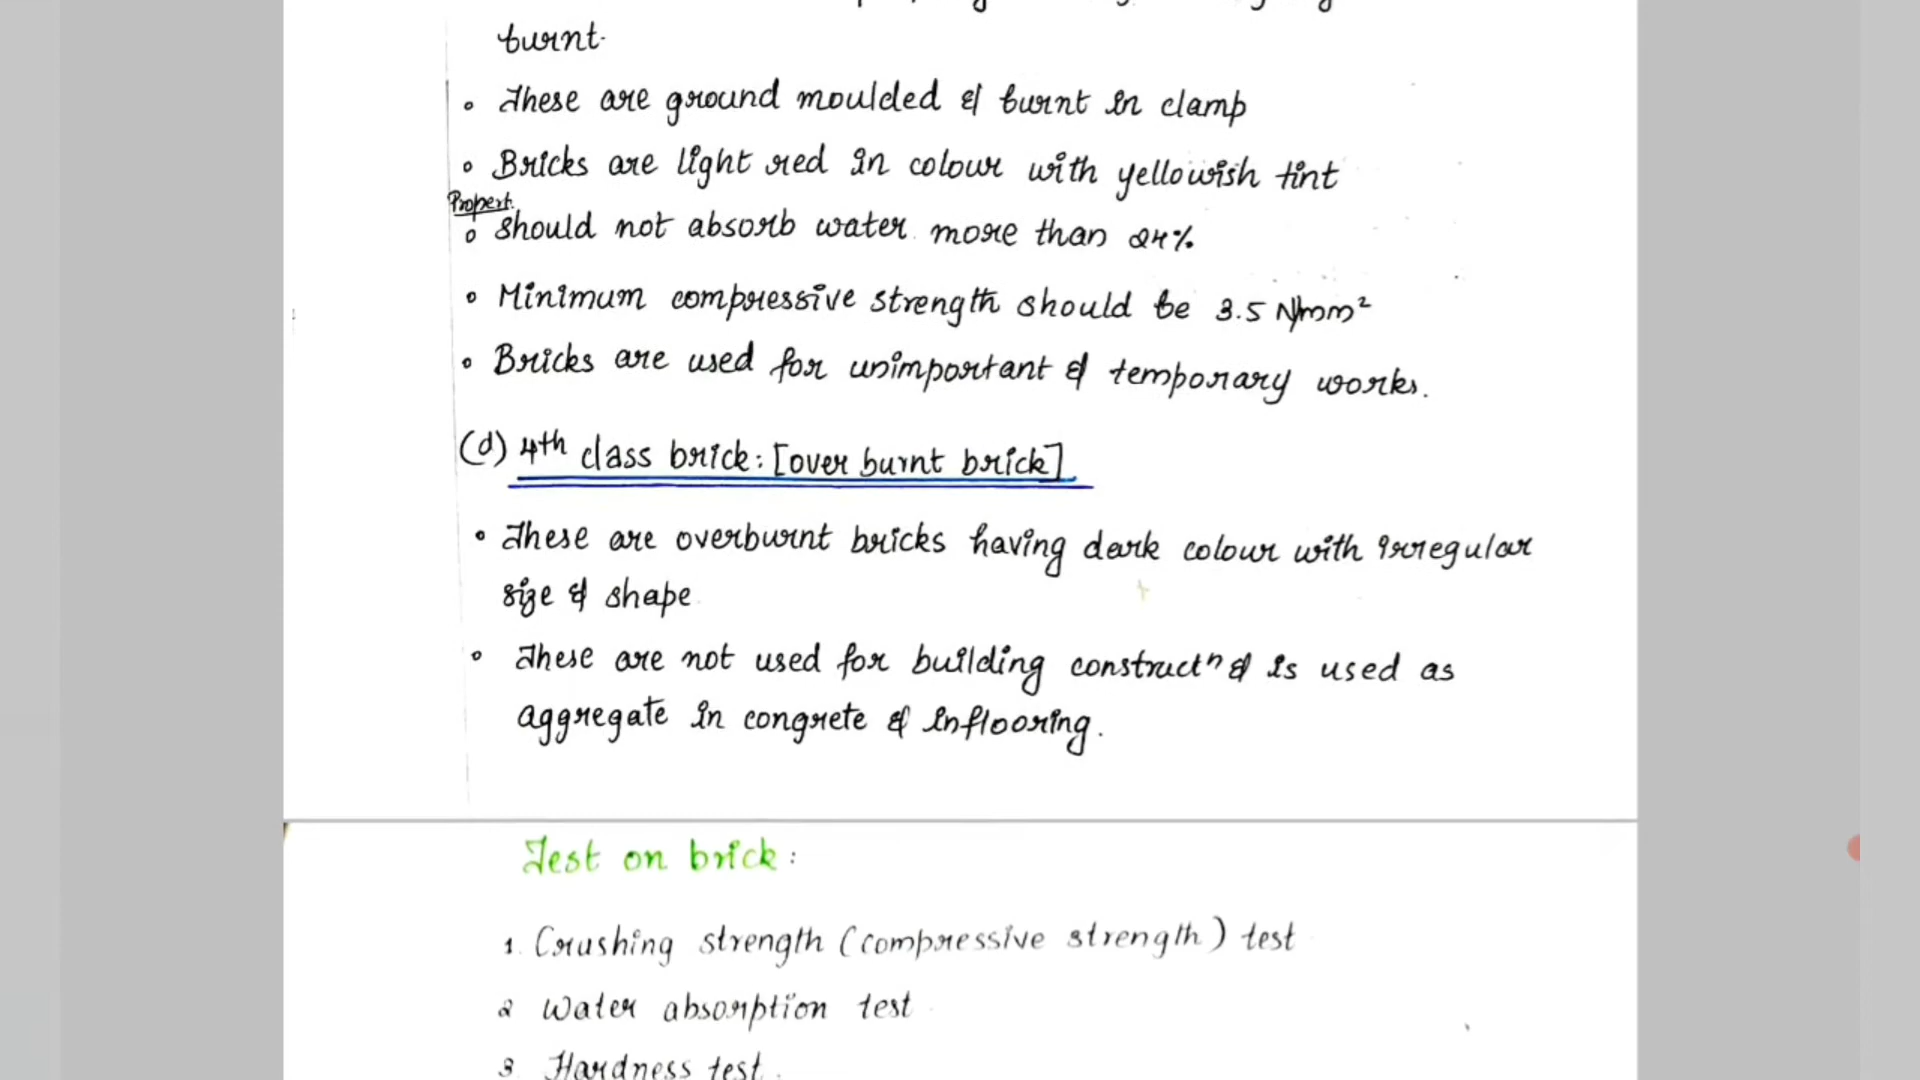 burnt.
• These are ground moulded & burnt in clamp
• Bricks are light red in colour with yellowish tint
Propert.
• Should not absorb water more than 24%
• Minimum compressive strength should be 3.5 N/mm²
• Bricks are used for unimportant & temporary works.
(d) 4th class brick: [over burnt brick]
• These are overburnt bricks having dark colour with irregular
size & shape
• These are not used for building constructⁿ & is used as
aggregate in congrete & inflooring.
Test on brick:
1. Crushing strength (compressive strength) test
2 Water absorption test
3 Hardness test.